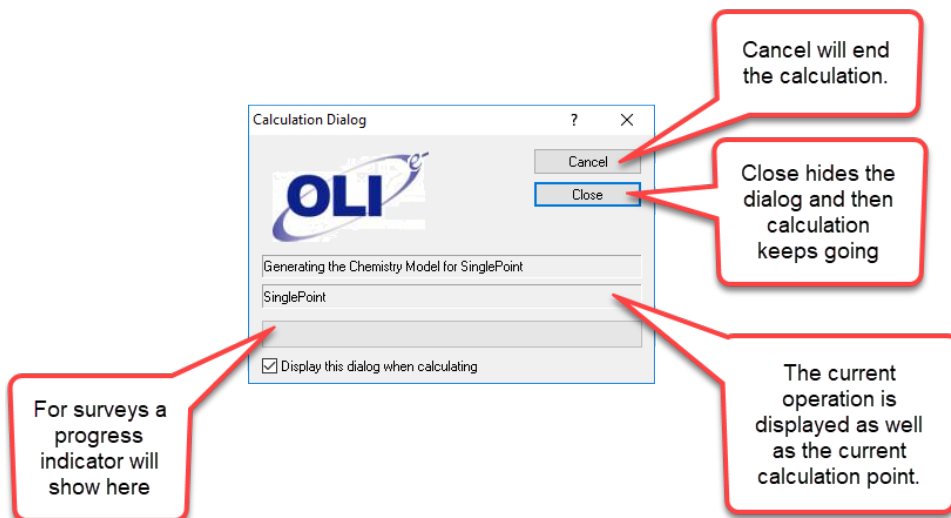 Cancel will end
the calculation.
Calculation Dialog
?
Cancel
OLI e-
Close
Close hides the
dialog and then
calculation
keeps going
Generating the Chemistry Model for SinglePoint
SinglePoint
Display this dialog when calculating
For surveys a
progress
indicator will
show here
The current
operation is
displayed as well
as the current
calculation point.